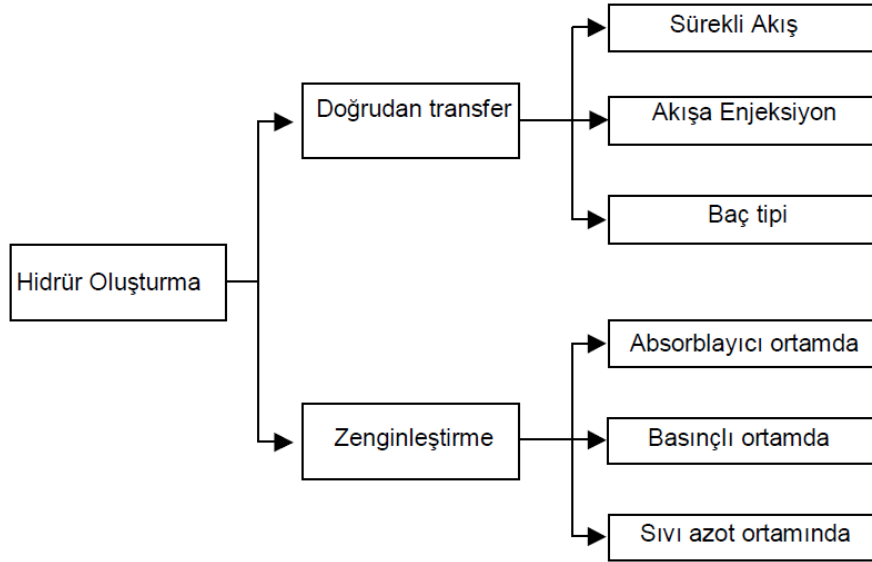 Hidrür Oluşturma
Doğrudan transfer
Sürekli Akış
Akışa Enjeksiyon
Baç tipi
Zenginleştirme
Absorblayıcı ortamda
Basınçlı ortamda
Sıvı azot ortamında